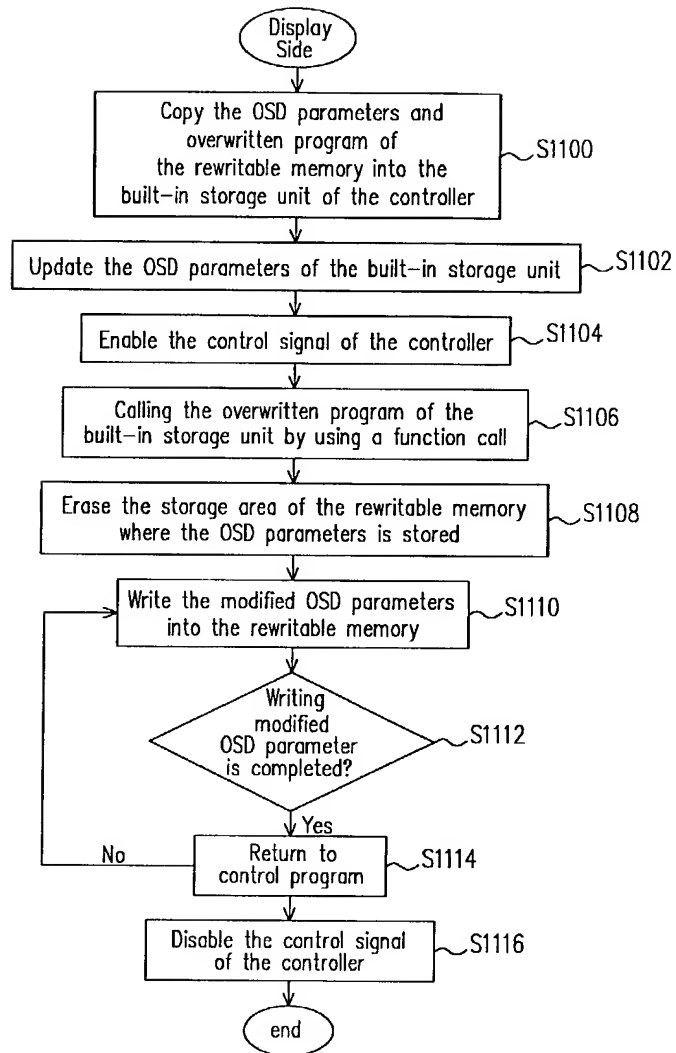 Display
Side
Copy the OSD parameters and
overwritten program of
the rewritable memory into the
built-in storage unit of the controller
S1100
Update the OSD parameters of the built-in storage unit
S1102
Enable the control signal of the controller
S1104
Calling the overwritten program of the
built-in storage unit by using a function call
S1106
Erase the storage area of the rewritable memory
where the OSD parameters is stored
S1108
Write the modified OSD parameters
into the rewritable memory
S1110
Writing
modified
OSD parameter
is completed?
S1112
Yes
No
Return to
control program
S1114
Disable the control signal
of the controller
S1116
end